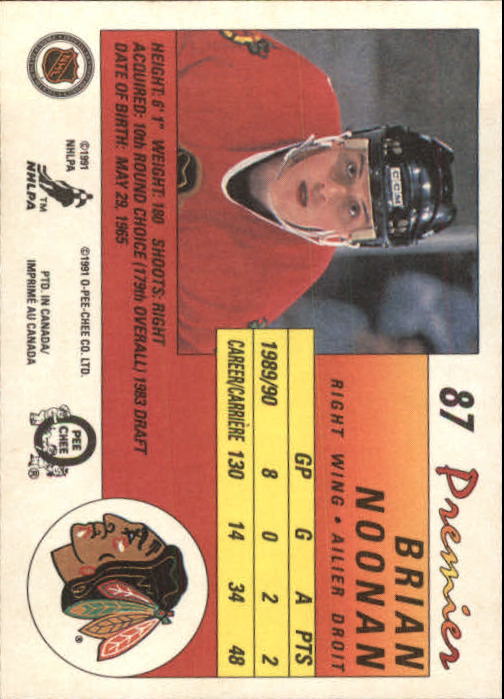 87 Premier
BRIAN
NOONAN
RIGHT WING • AILIER DROIT
GP G A PTS
1989/90 8 0 2 2
CAREER/CARRIÈRE 130 14 34 48
CCM
HEIGHT: 6' 1" WEIGHT: 180 SHOOTS: RIGHT
ACQUIRED: 10th ROUND CHOICE (179th OVERALL) 1983 DRAFT
DATE OF BIRTH: MAY 29, 1965
NHL
©1991
NHLPA
TM
NHLPA
©1991 O-PEE-CHEE CO. LTD.
PTD. IN CANADA/
IMPRIMÉ AU CANADA
O
PEE
CHEE
®
®